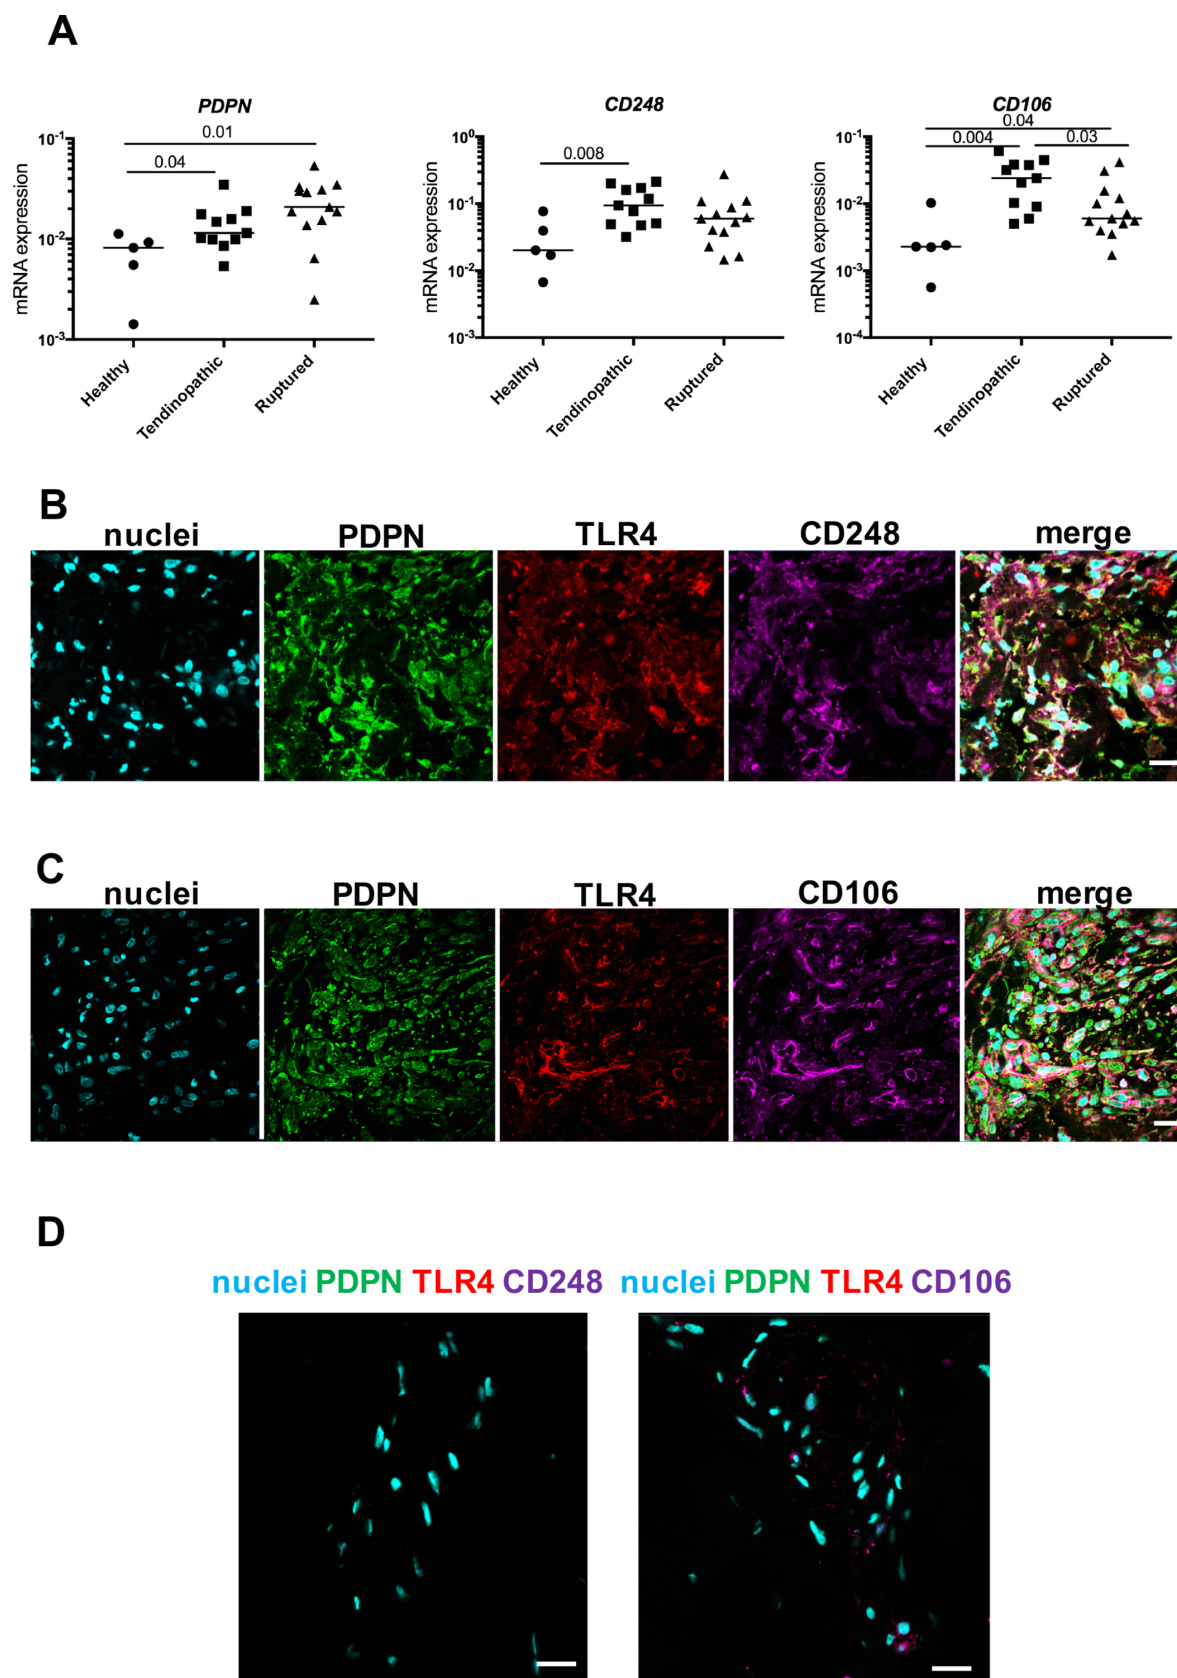 A
PDPN
CD248
CD106
mRNA expression
10-1
10-2
10-3
0.01
0.04
Healthy
Tendinopathic
Ruptured
mRNA expression
100
10-1
10-2
10-3
0.008
Healthy
Tendinopathic
Ruptured
mRNA expression
10-1
10-2
10-3
10-4
0.04
0.004
0.03
Healthy
Tendinopathic
Ruptured
B
nuclei PDPN TLR4 CD248 merge
C
nuclei PDPN TLR4 CD106 merge
D
nuclei PDPN TLR4 CD248 nuclei PDPN TLR4 CD106